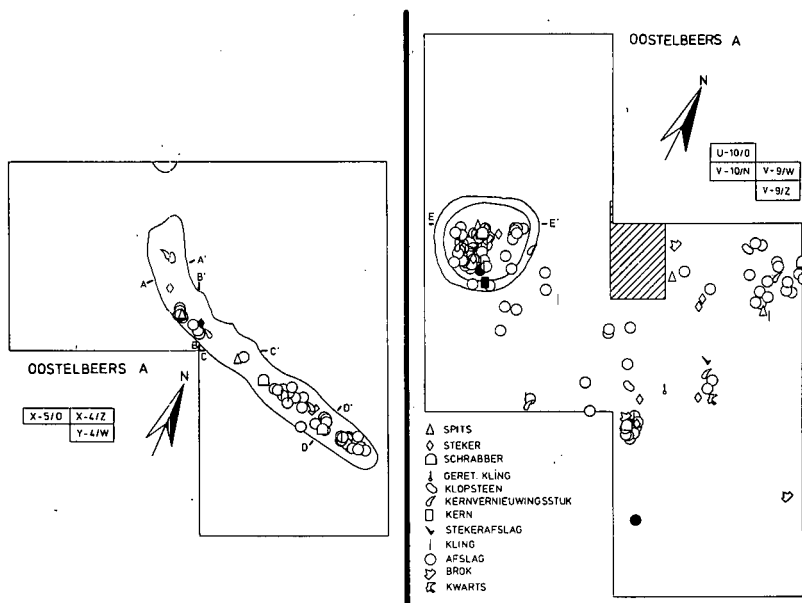 OOSTELBEERS A
N
A
A'
B'
B
C
C'
D'
D
OOSTELBEERS A
N
X-5/O X-4/Z
Y-4/W
OOSTELBEERS A
N
U-10/O
V-10/N V-9/W
V-9/Z
E
E'
SPITS
STEKER
SCHRABBER
GERET. KLING
KLOPSTEEN
KERNVERNIEUWINGSSTUK
KERN
STEKERAFSLAG
KLING
AFSLAG
BROK
KWARTS